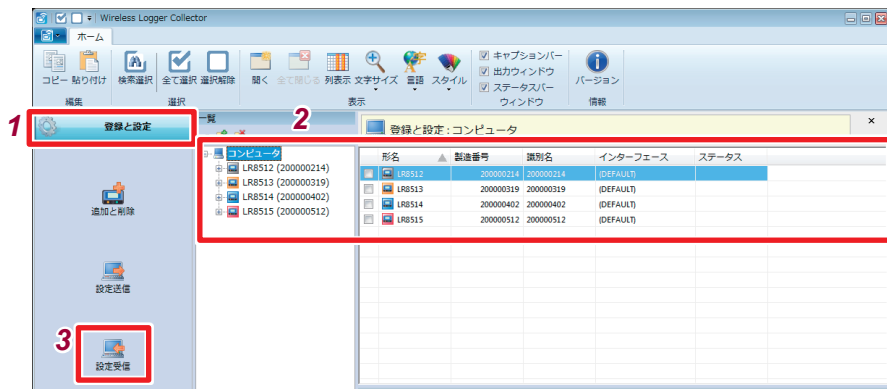 Wireless Logger Collector
ホーム
コピー 貼り付け 検索選択 全て選択 選択解除 開く 全て閉じる 列表示 文字サイズ 言語 スタイル
キャプションバー
出力ウィンドウ
ステータスバー
バージョン
編集 選択 表示 ウィンドウ 情報
1
登録と設定
追加と削除
設定送信
3
設定受信
一覧
2
コンピュータ
LR8512 (200000214)
LR8513 (200000319)
LR8514 (200000402)
LR8515 (200000512)
登録と設定 : コンピュータ
形名 製造番号 識別名 インターフェース ステータス
LR8512 200000214 200000214 (DEFAULT)
LR8513 200000319 200000319 (DEFAULT)
LR8514 200000402 200000402 (DEFAULT)
LR8515 200000512 200000512 (DEFAULT)